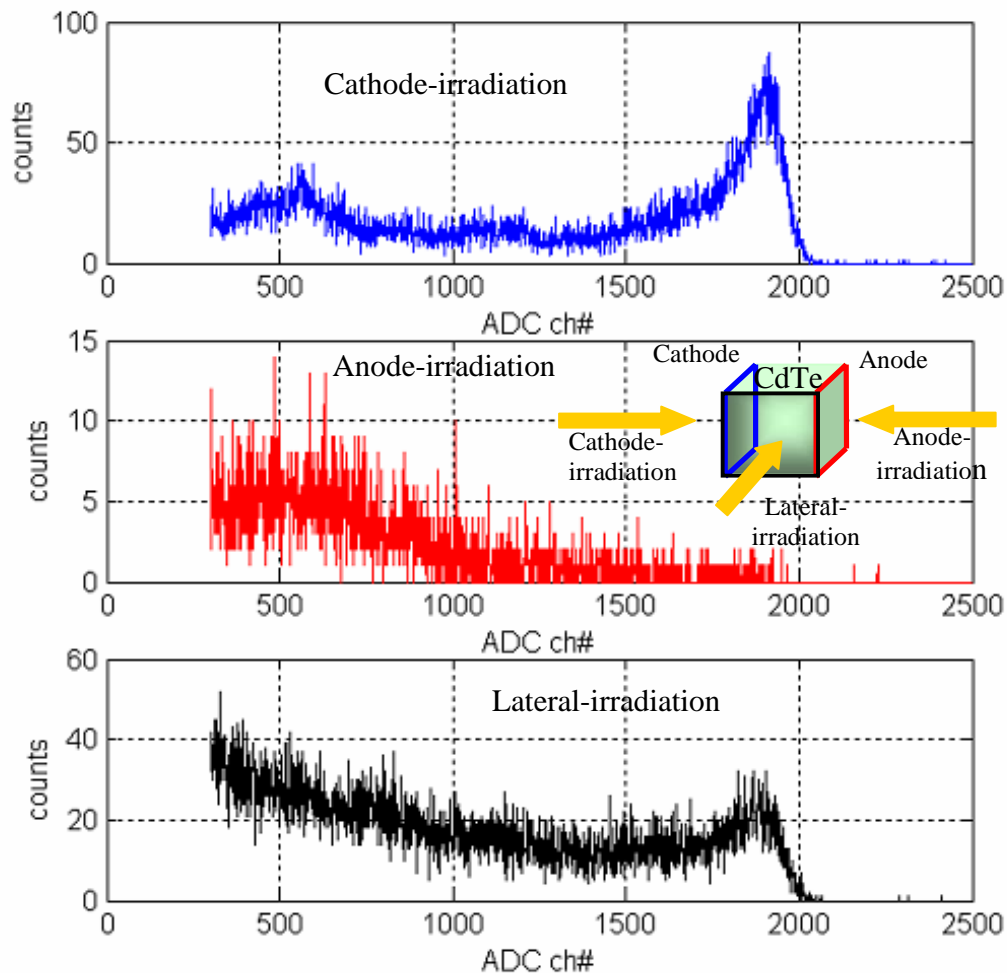 100
Cathode-irradiation
counts
50
0
0 500 1000 1500 2000 2500
ADC ch#
15
Anode-irradiation
Cathode
Anode
CdTe
10
counts
Cathode-
irradiation
Anode-
irradiation
5
Lateral-
irradiation
0
0 500 1000 1500 2000 2500
ADC ch#
60
Lateral-irradiation
40
counts
20
0
0 500 1000 1500 2000 2500
ADC ch#